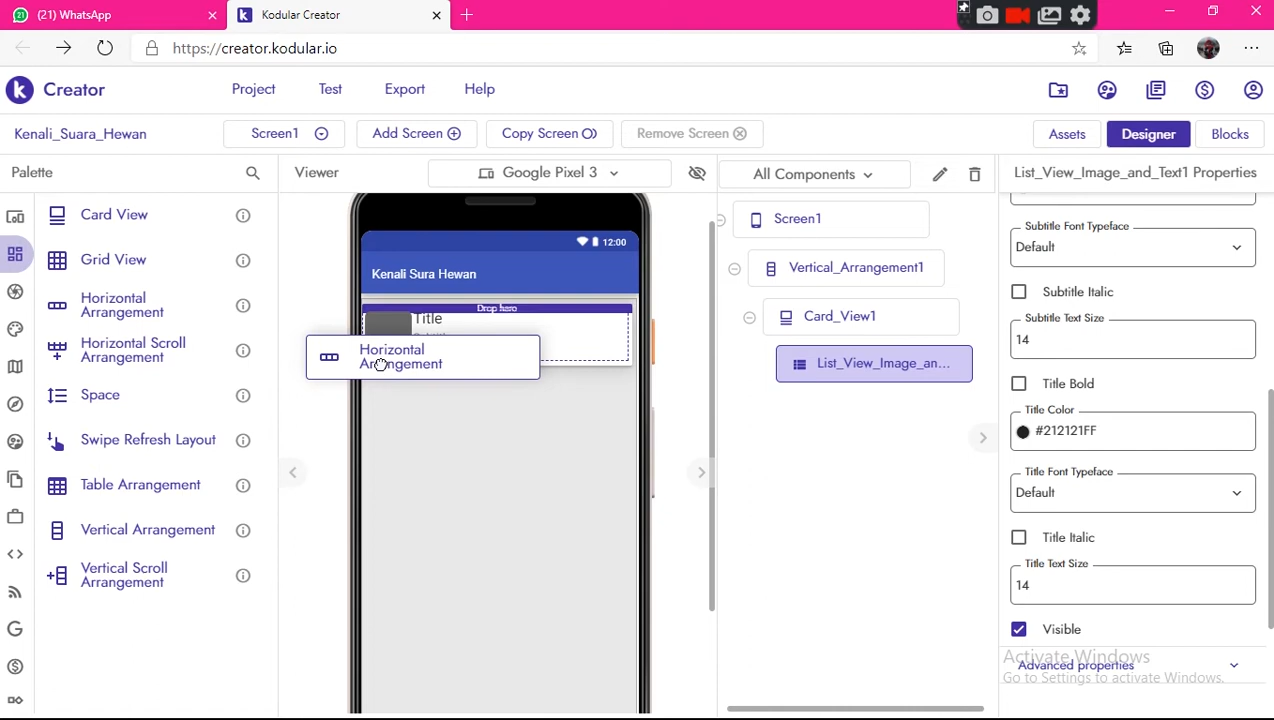 (21) WhatsApp
Kodular Creator
https://creator.kodular.io
Creator
Project
Test
Export
Help
Kenali_Suara_Hewan
Screen1
Add Screen
Copy Screen
Remove Screen
Assets
Designer
Blocks
Palette
Viewer
Google Pixel 3
All Components
List_View_Image_and_Text1 Properties
Card View
Grid View
Horizontal
Arrangement
Horizontal Scroll
Arrangement
Space
Swipe Refresh Layout
Table Arrangement
Vertical Arrangement
Vertical Scroll
Arrangement
12:00
Kenali Sura Hewan
Drop here
Title
Horizontal
Arrangement
Screen1
Vertical_Arrangement1
Card_View1
List_View_Image_an...
Subtitle Font Typeface
Default
Subtitle Italic
Subtitle Text Size
14
Title Bold
Title Color
#212121FF
Title Font Typeface
Default
Title Italic
Title Text Size
14
Visible
Advanced properties
Activate Windows
Go to Settings to activate Windows.